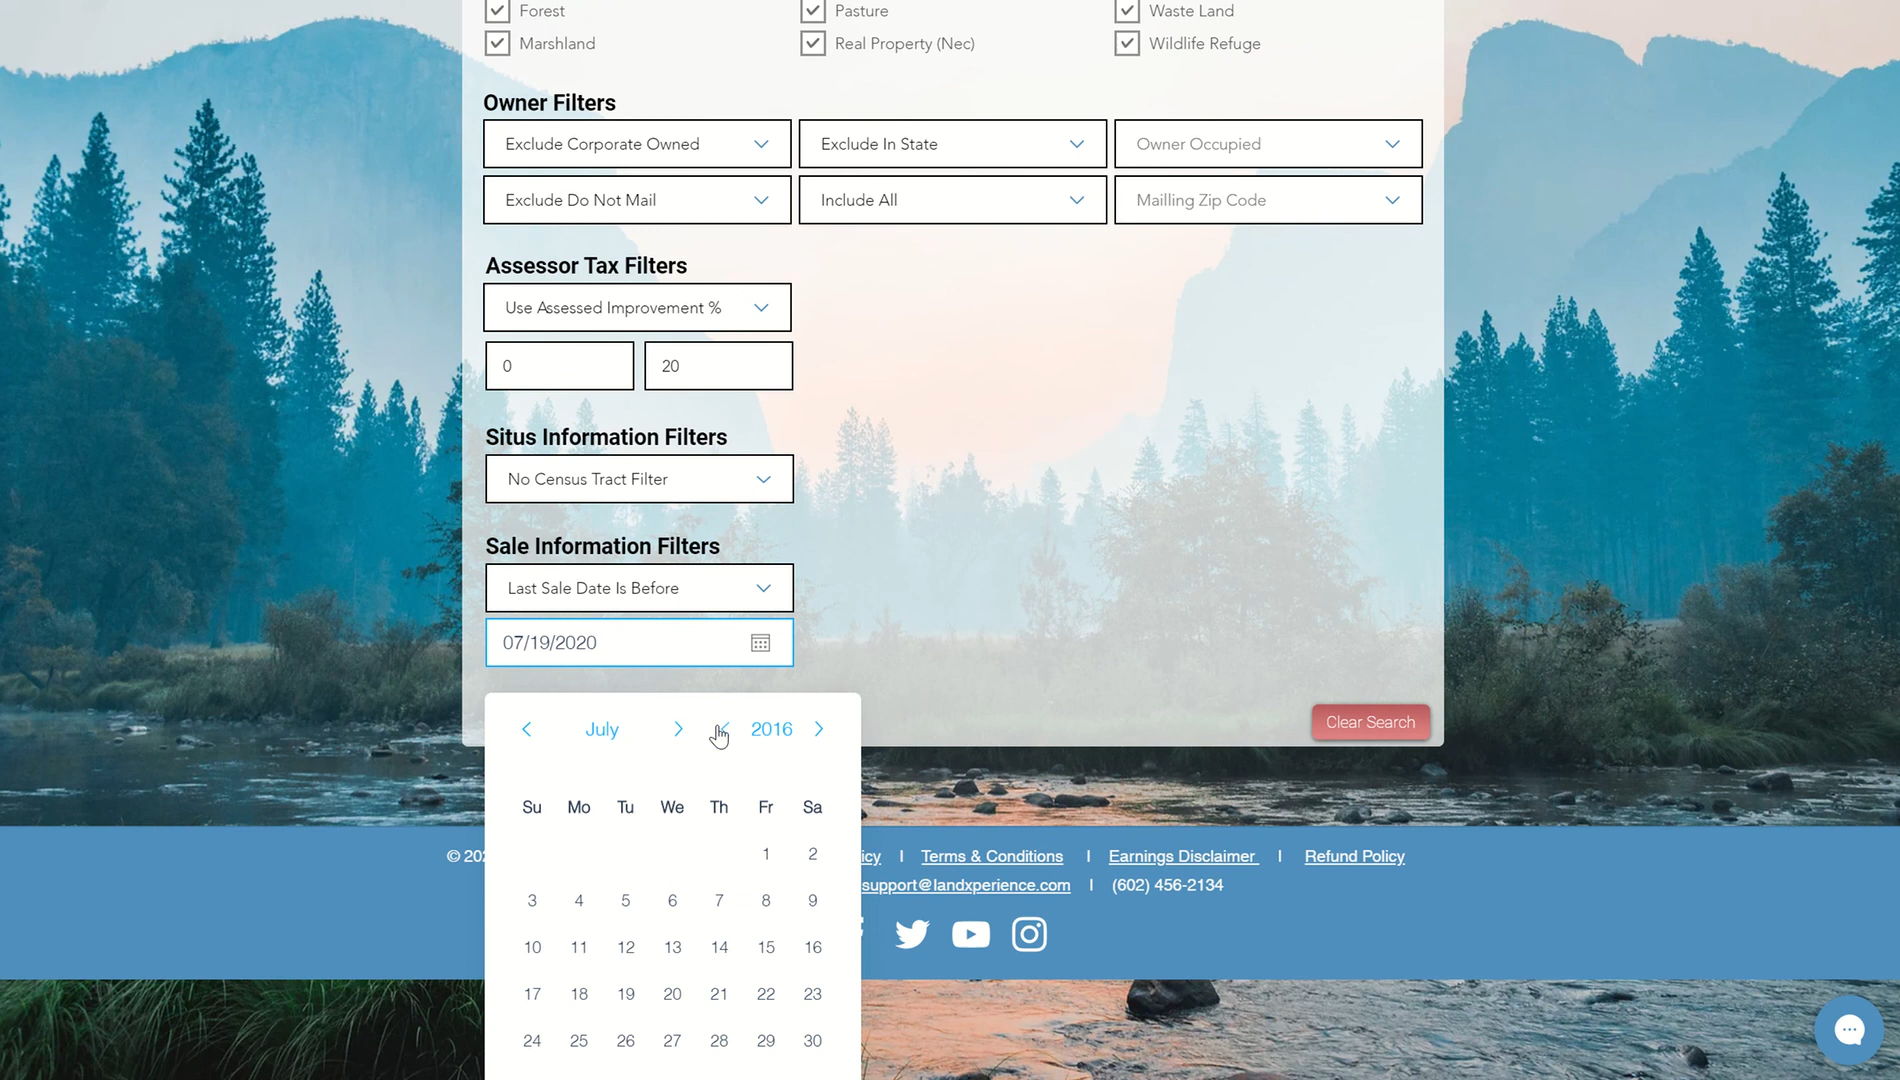 Forest Pasture Waste Land
Marshland Real Property (Nec) Wildlife Refuge
Owner Filters
Exclude Corporate Owned Exclude In State Owner Occupied
Exclude Do Not Mail Include All Mailling Zip Code
Assessor Tax Filters
Use Assessed Improvement %
0 20
Situs Information Filters
No Census Tract Filter
Sale Information Filters
Last Sale Date Is Before
07/19/2020
Clear Search
July 2016
Su Mo Tu We Th Fr Sa
1 2
3 4 5 6 7 8 9
10 11 12 13 14 15 16
17 18 19 20 21 22 23
24 25 26 27 28 29 30
© 202 icy I Terms & Conditions I Earnings Disclaimer I Refund Policy
support@landxperience.com I (602) 456-2134